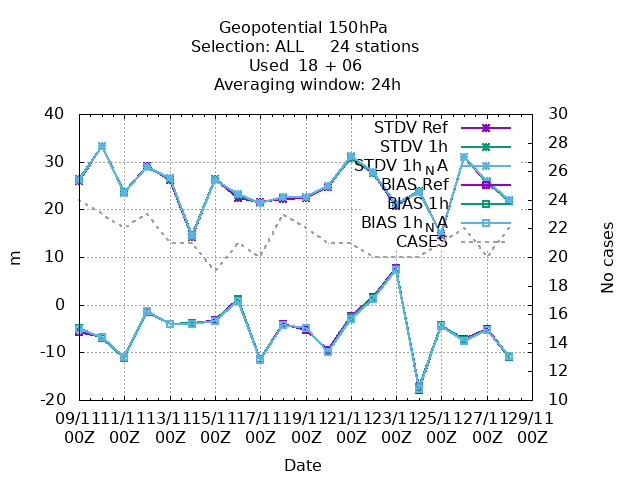 Geopotential 150hPa
Selection: ALL 24 stations
Used 18 + 06
Averaging window: 24h
40
30
20
10
0
-10
-20
m
30
28
26
24
22
20
18
16
14
12
10
No cases
STDV Ref
STDV 1h
STDV 1h_NA
BIAS Ref
BIAS 1h
BIAS 1h_NA
CASES
09/11 11/11 13/11 15/11 17/11 19/11 21/11 23/11 25/11 27/11 29/11
00Z 00Z 00Z 00Z 00Z 00Z 00Z 00Z 00Z 00Z 00Z
Date